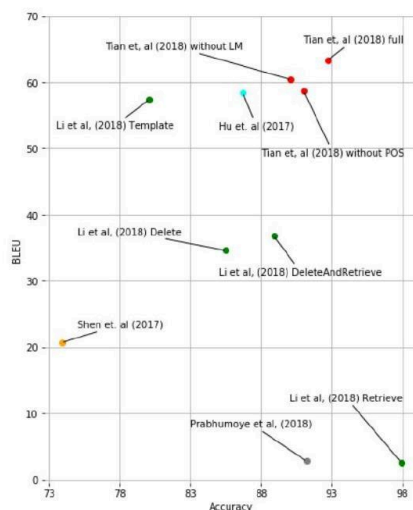 70
Tian et, al (2018) without LM
Tian et, al (2018) full
60
Li et al, (2018) Template
Hu et. al (2017)
Tian et, al (2018) without POS
50
40
Li et al, (2018) Delete
BLEU
30
Li et al, (2018) DeleteAndRetrieve
Shen et. al (2017)
20
Li et al, (2018) Retrieve
10
Prabhumoye et al, (2018)
0
73 78 83 88 93 98
Accuracy